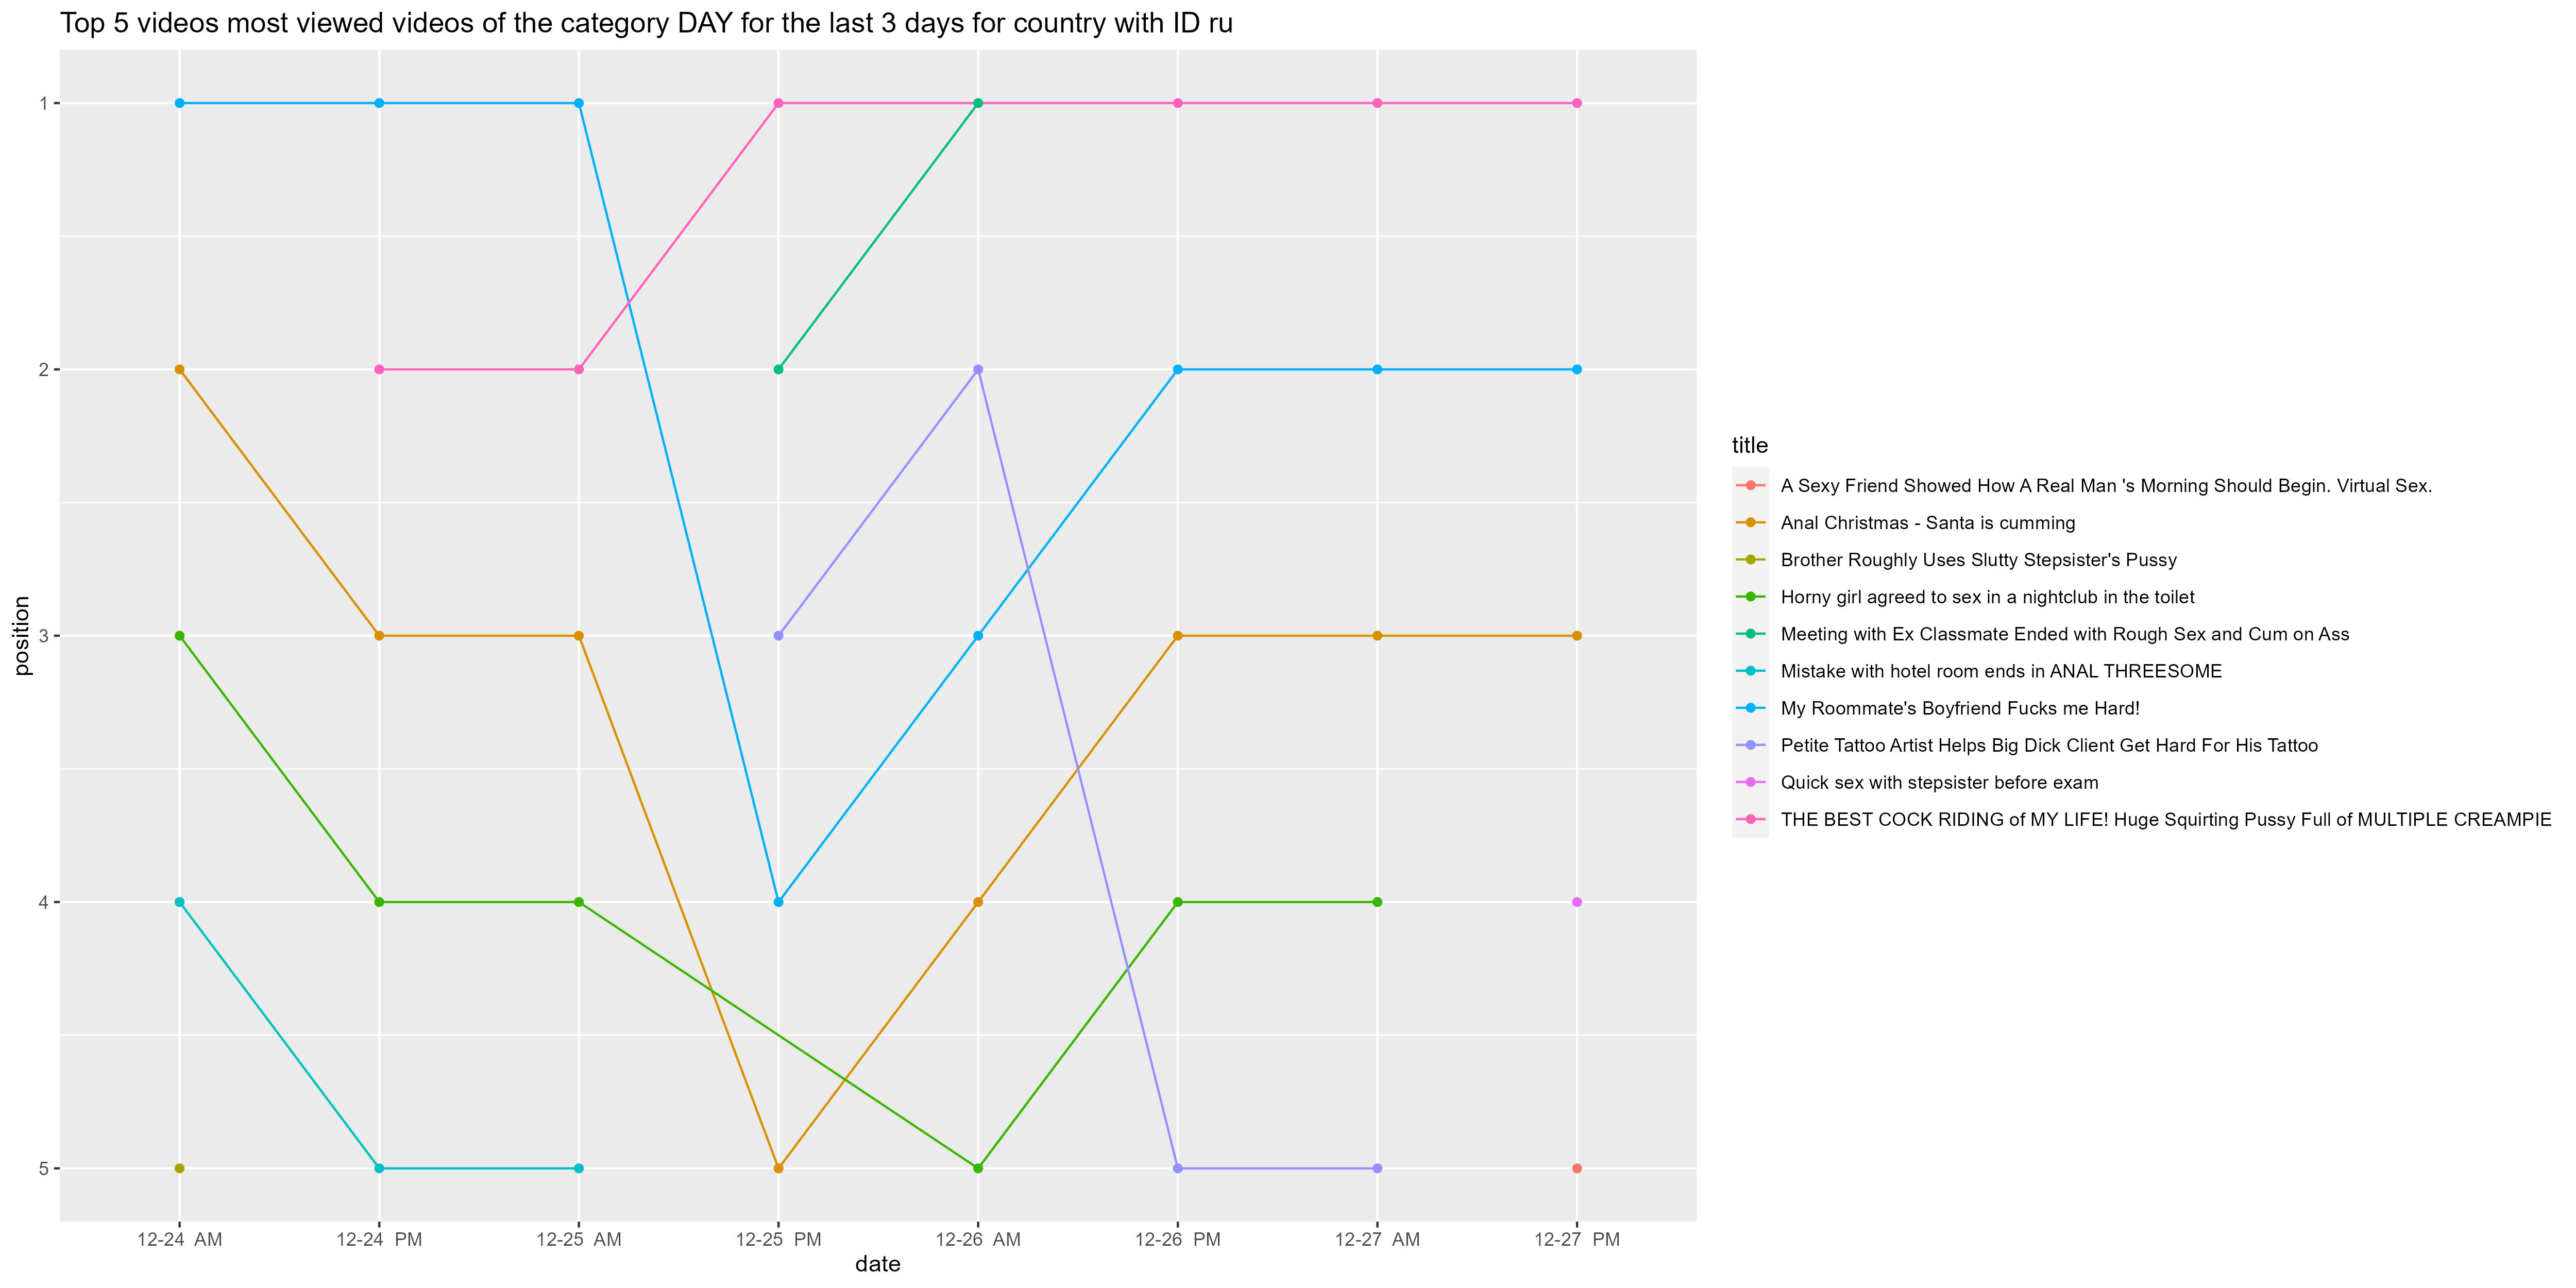 Top 5 videos most viewed videos of the category DAY for the last 3 days for country with ID ru
position
1
2
3
4
5
12-24 AM
12-24 PM
12-25 AM
12-25 PM
12-26 AM
12-26 PM
12-27 AM
12-27 PM
date
title
A Sexy Friend Showed How A Real Man 's Morning Should Begin. Virtual Sex.
Anal Christmas - Santa is cumming
Brother Roughly Uses Slutty Stepsister's Pussy
Horny girl agreed to sex in a nightclub in the toilet
Meeting with Ex Classmate Ended with Rough Sex and Cum on Ass
Mistake with hotel room ends in ANAL THREESOME
My Roommate's Boyfriend Fucks me Hard!
Petite Tattoo Artist Helps Big Dick Client Get Hard For His Tattoo
Quick sex with stepsister before exam
THE BEST COCK RIDING of MY LIFE! Huge Squirting Pussy Full of MULTIPLE CREAMPIE